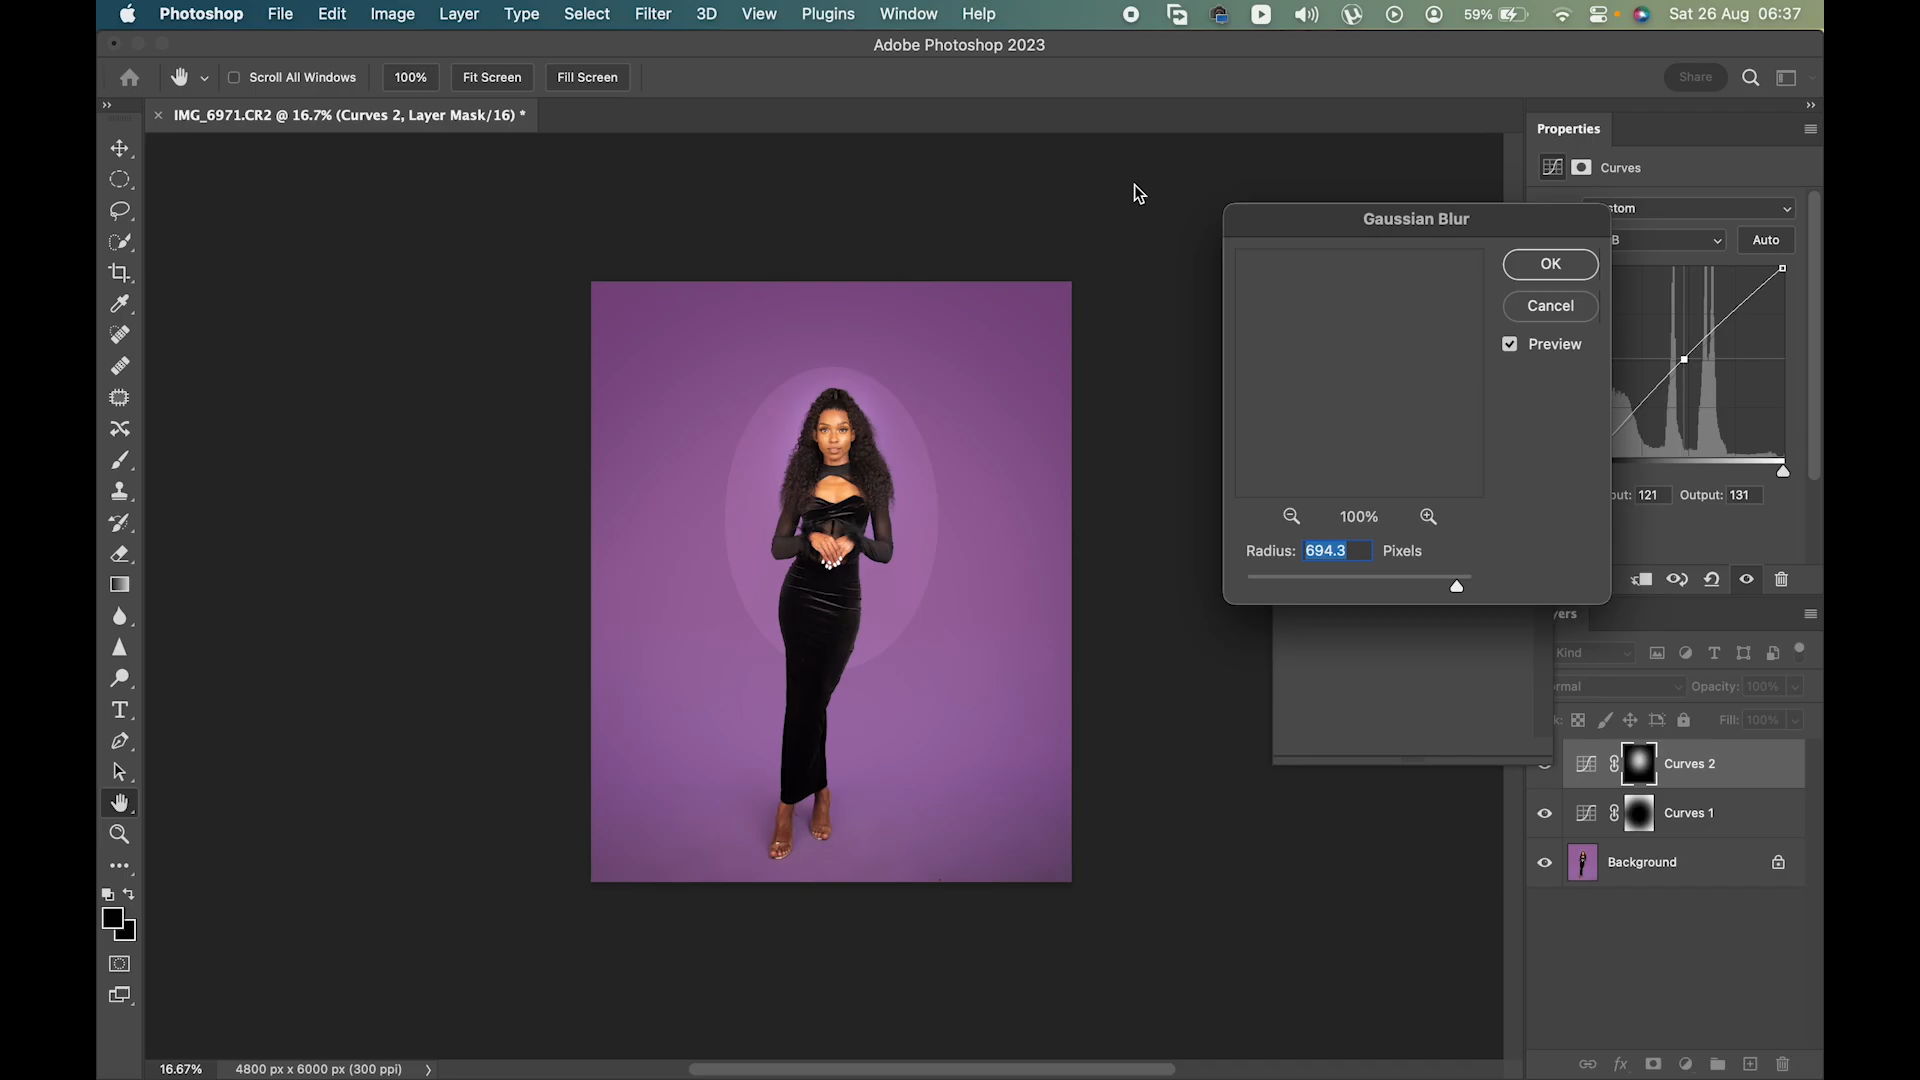 Photoshop File Edit Image Layer Type Select Filter 3D View Plugins Window Help 59% Sat 26 Aug 06:37
Adobe Photoshop 2023
Scroll All Windows 100% Fit Screen Fill Screen Share
IMG_6971.CR2 @ 16.7% (Curves 2, Layer Mask/16) *
Properties
Curves
Gaussian Blur
stom
B Auto
OK
Cancel
Preview
100%
ut: 121 Output: 131
Radius: 694.3 Pixels
yers
Kind
rmal Opacity: 100%
k: Fill: 100%
Curves 2
Curves 1
Background
16.67% 4800 px x 6000 px (300 ppi)